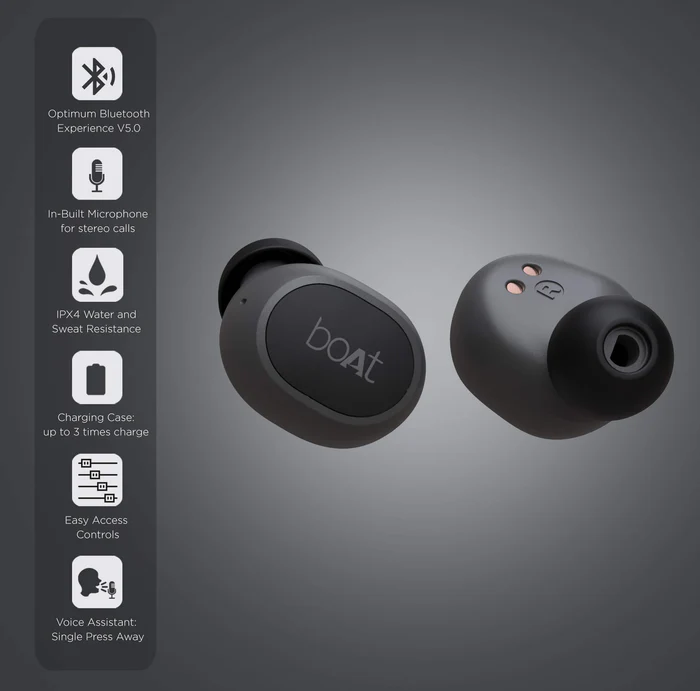 Optimum Bluetooth
Experience V5.0
In-Built Microphone
for stereo calls
IPX4 Water and
Sweat Resistance
Charging Case:
up to 3 times charge
Easy Access
Controls
Voice Assistant:
Single Press Away
boAt
R